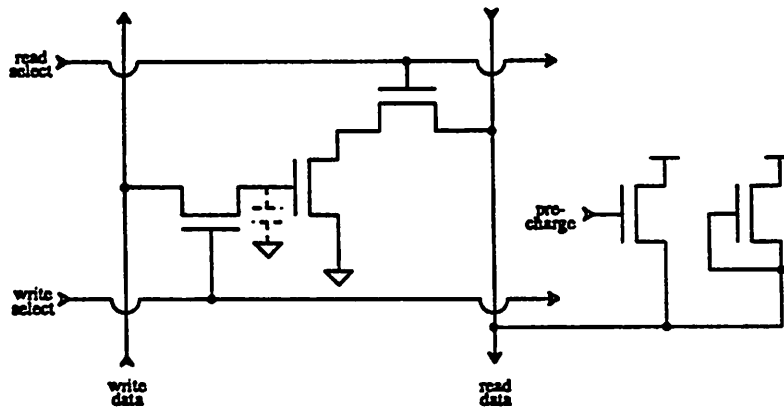 read
select
pre-
charge
write
select
write
data
read
data